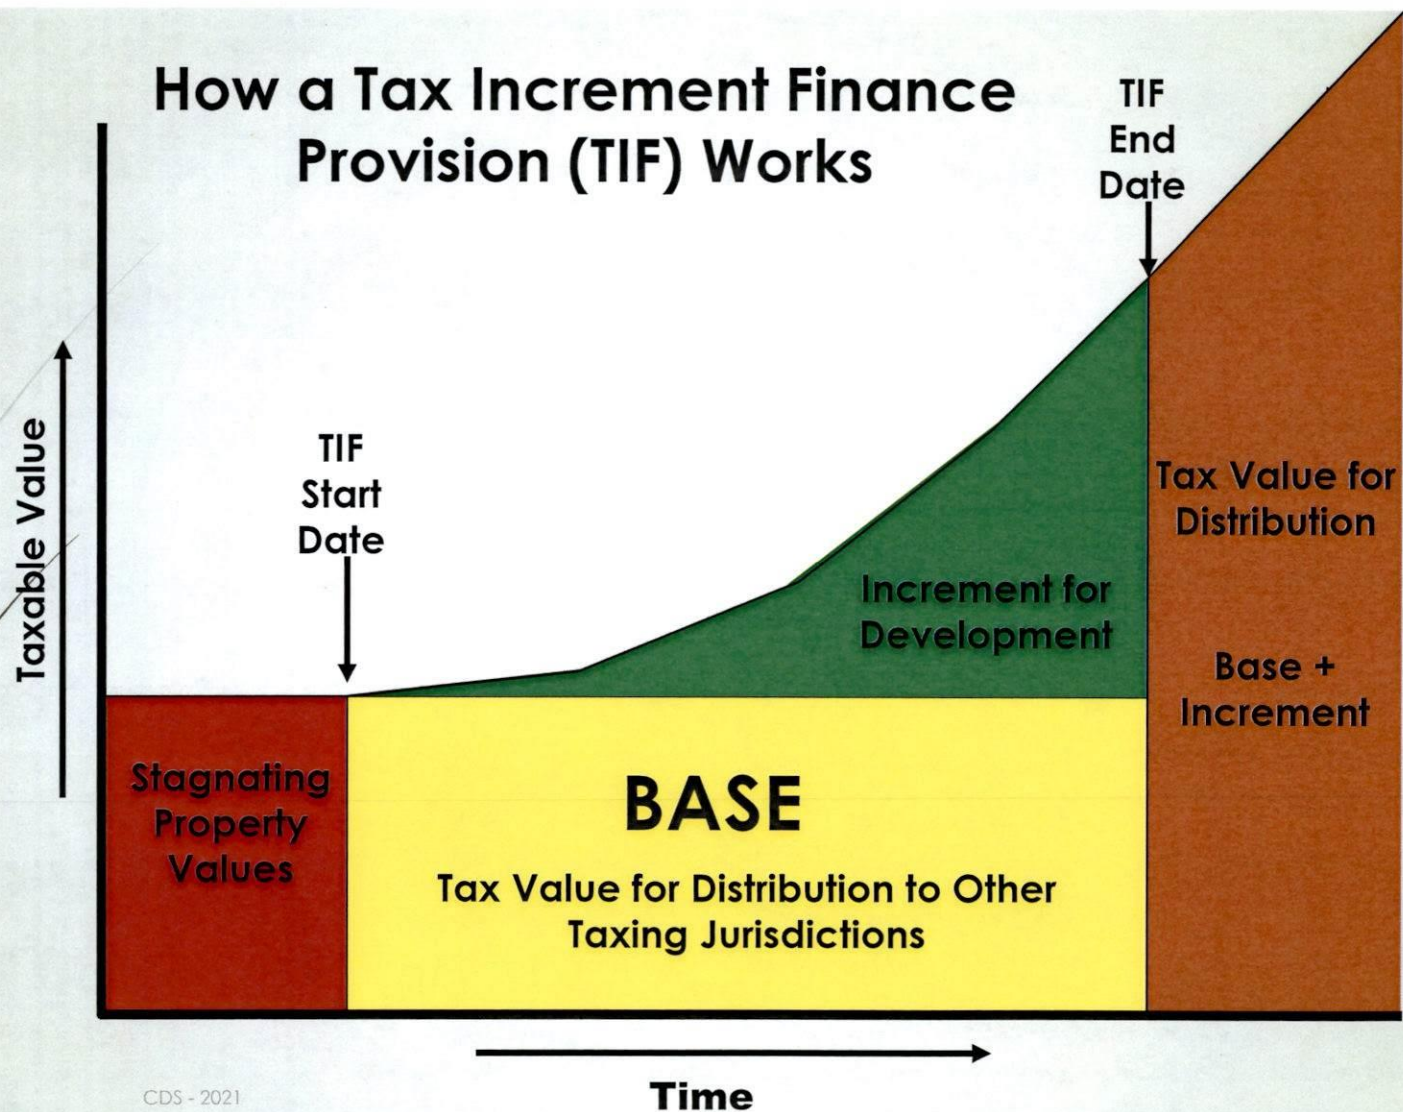 How a Tax Increment Finance
Provision (TIF) Works
TIF
End
Date
TIF
Start
Date
Taxable Value
Tax Value for
Distribution
Increment for
Development
Base +
Increment
Stagnating
Property
Values
BASE
Tax Value for Distribution to Other
Taxing Jurisdictions
Time
CDS - 2021